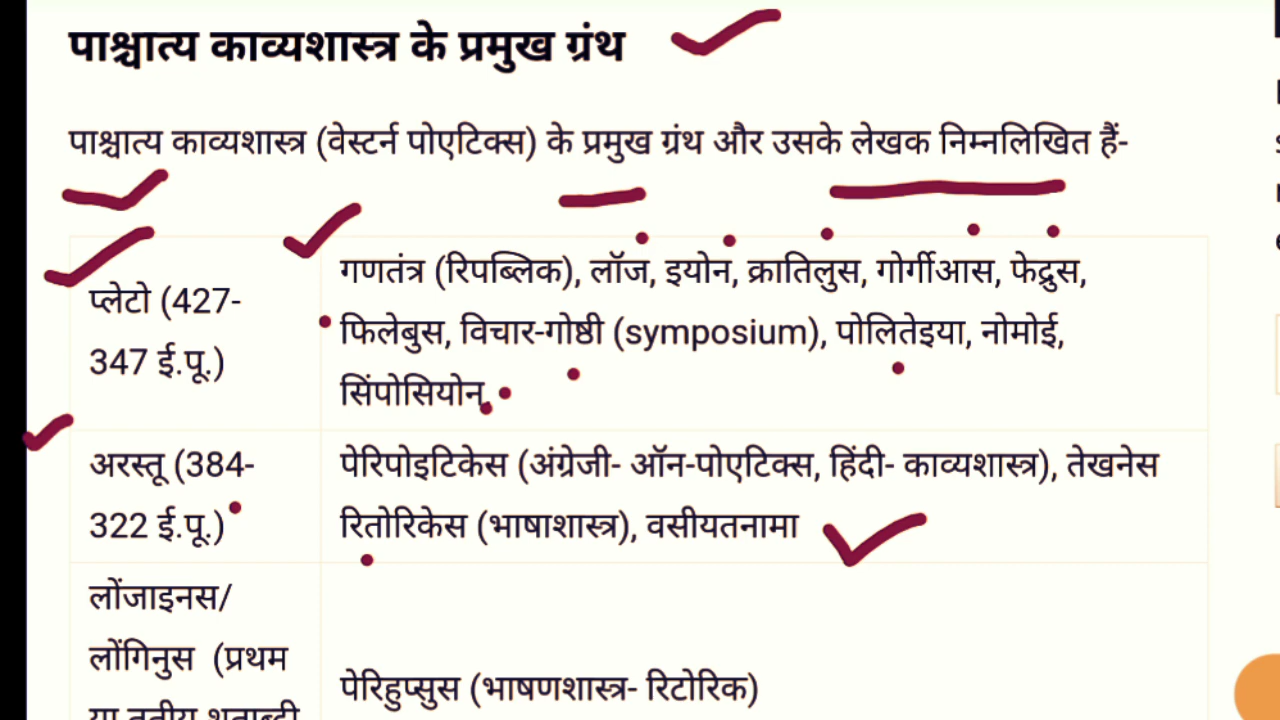 पाश्चात्य काव्यशास्त्र के प्रमुख ग्रंथ
पाश्चात्य काव्यशास्त्र (वेस्टर्न पोएटिक्स) के प्रमुख ग्रंथ और उसके लेखक निम्नलिखित हैं-
प्लेटो (427-
347 ई.पू.)
गणतंत्र (रिपब्लिक), लॉज, इयोन, क्रातिलुस, गोर्गीआस, फेद्रुस,
फिलेबुस, विचार-गोष्ठी (symposium), पोलितेइया, नोमोई,
सिंपोसियोन,
अरस्तू (384-
322 ई.पू.)
पेरिपोइटिकेस (अंग्रेजी- ऑन-पोएटिक्स, हिंदी- काव्यशास्त्र), तेखनेस
रितोरिकेस (भाषाशास्त्र), वसीयतनामा
लोंजाइनस/
लोंगिनुस (प्रथम
या तृतीय शताब्दी
पेरिहुप्सुस (भाषणशास्त्र- रिटोरिक)